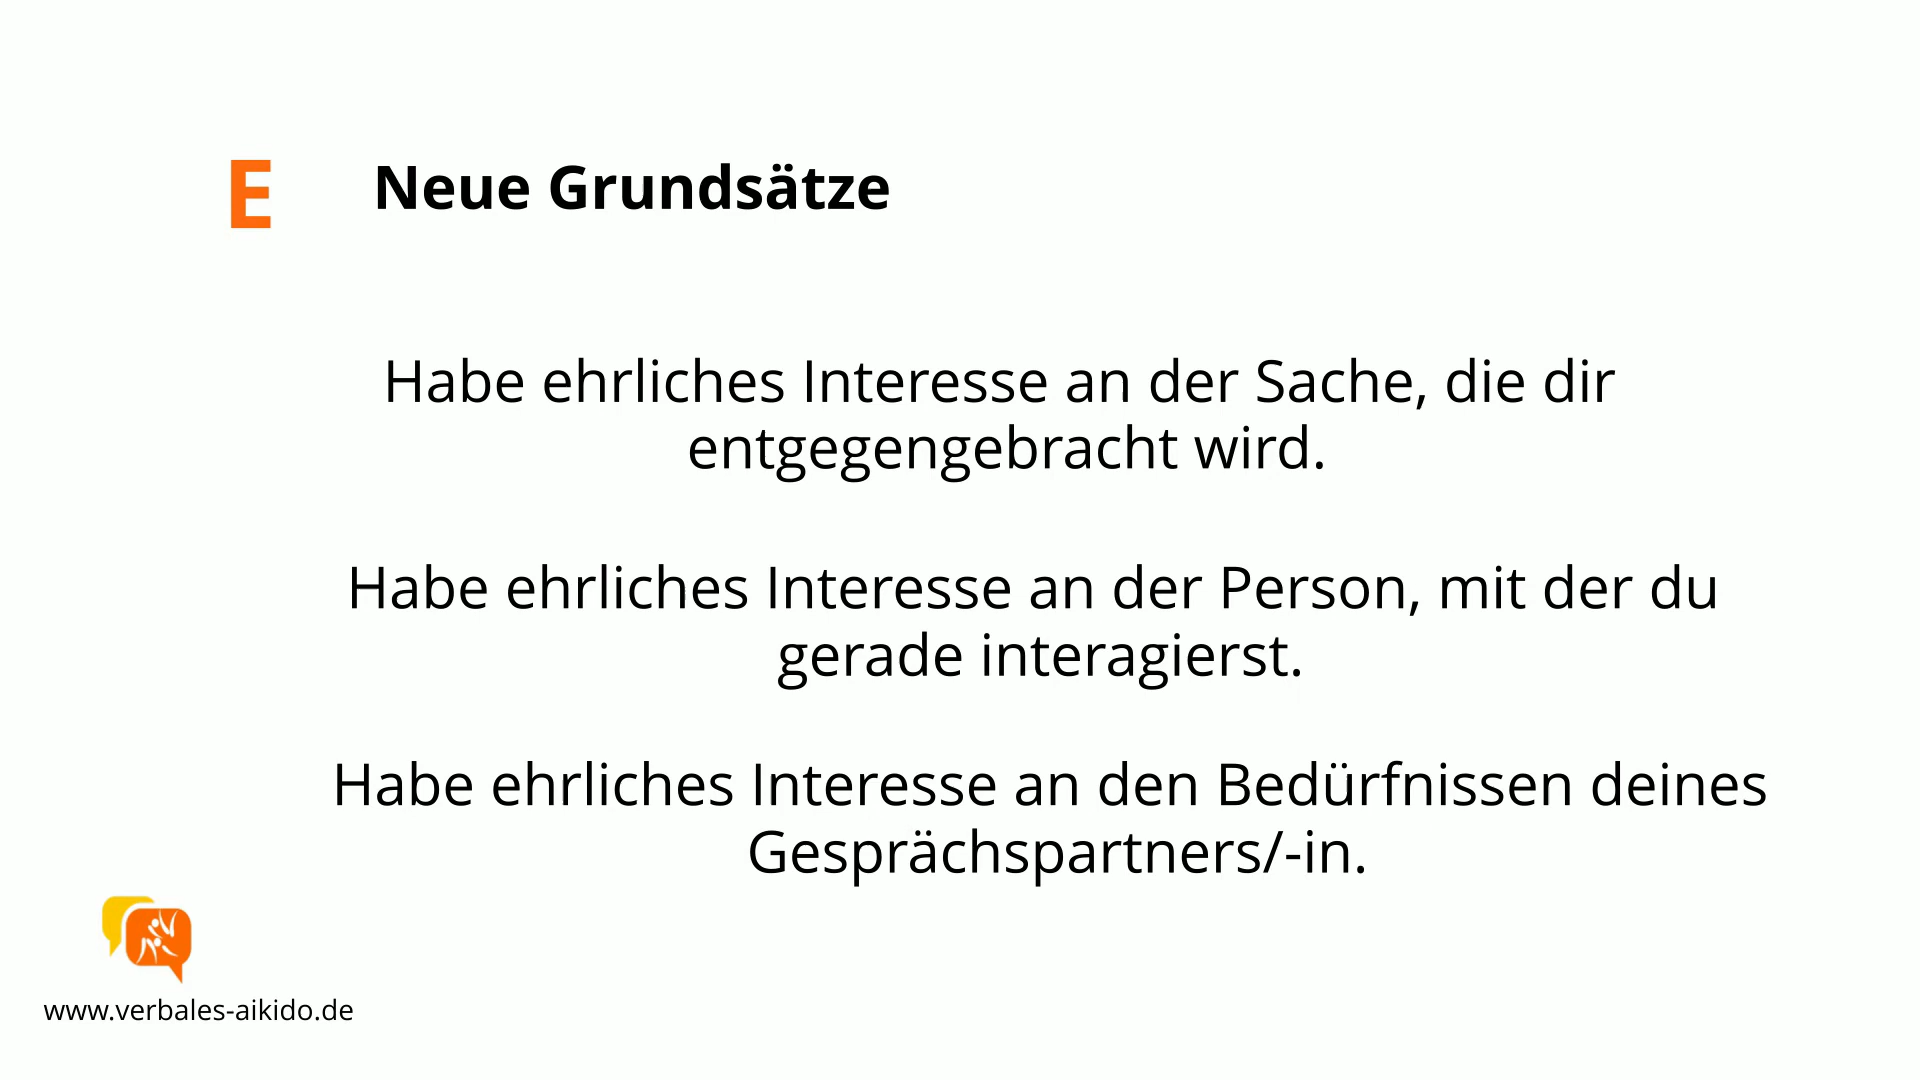 E Neue Grundsätze
Habe ehrliches Interesse an der Sache, die dir
entgegengebracht wird.
Habe ehrliches Interesse an der Person, mit der du
gerade interagierst.
Habe ehrliches Interesse an den Bedürfnissen deines
Gesprächspartners/-in.
www.verbales-aikido.de